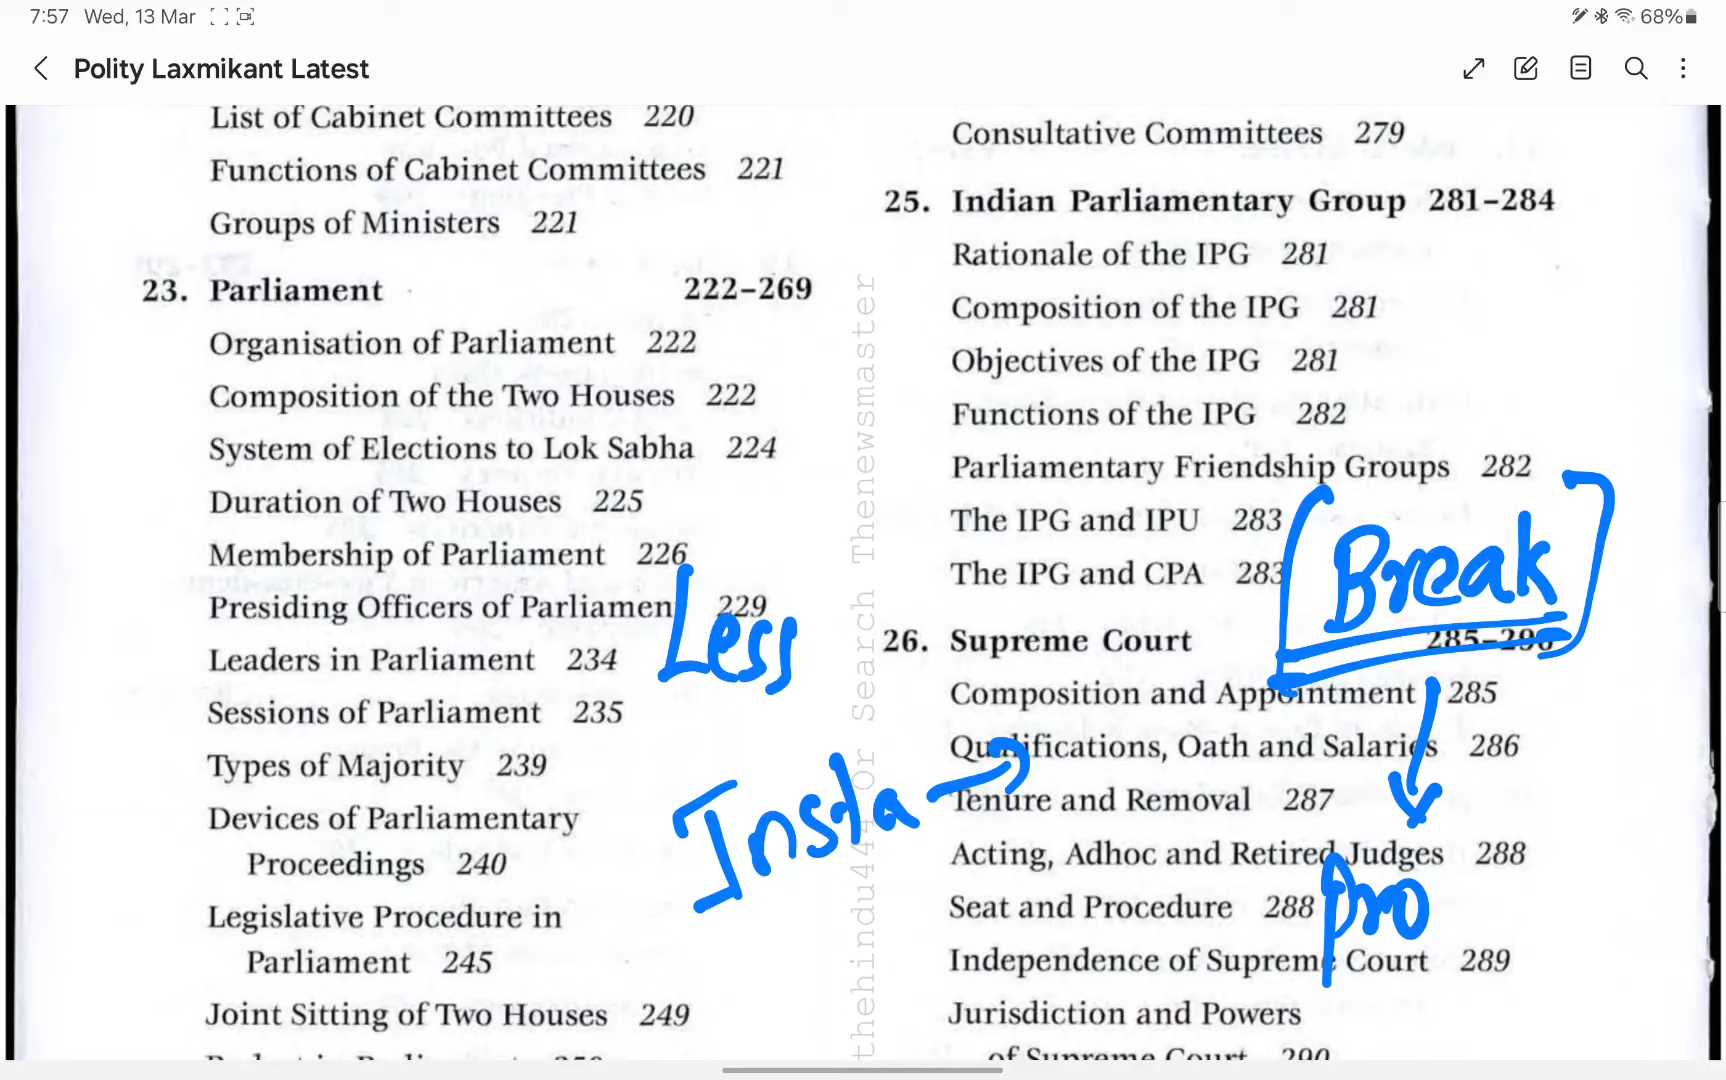 7:57 Wed, 13 Mar
68%
Polity Laxmikant Latest
List of Cabinet Committees 220
Functions of Cabinet Committees 221
Groups of Ministers 221
23. Parliament 222–269
Organisation of Parliament 222
Composition of the Two Houses 222
System of Elections to Lok Sabha 224
Duration of Two Houses 225
Membership of Parliament 226
Presiding Officers of Parliament 229
Leaders in Parliament 234
Sessions of Parliament 235
Types of Majority 239
Devices of Parliamentary
Proceedings 240
Legislative Procedure in
Parliament 245
Joint Sitting of Two Houses 249
Less
Insta
thehindu444 Or Search Thenewsmaster
Consultative Committees 279
25. Indian Parliamentary Group 281–284
Rationale of the IPG 281
Composition of the IPG 281
Objectives of the IPG 281
Functions of the IPG 282
Parliamentary Friendship Groups 282
The IPG and IPU 283
The IPG and CPA 283
26. Supreme Court 285–296
Composition and Appointment 285
Qualifications, Oath and Salaries 286
Tenure and Removal 287
Acting, Adhoc and Retired Judges 288
Seat and Procedure 288
Independence of Supreme Court 289
Jurisdiction and Powers
of Supreme Court 290
Break
pro